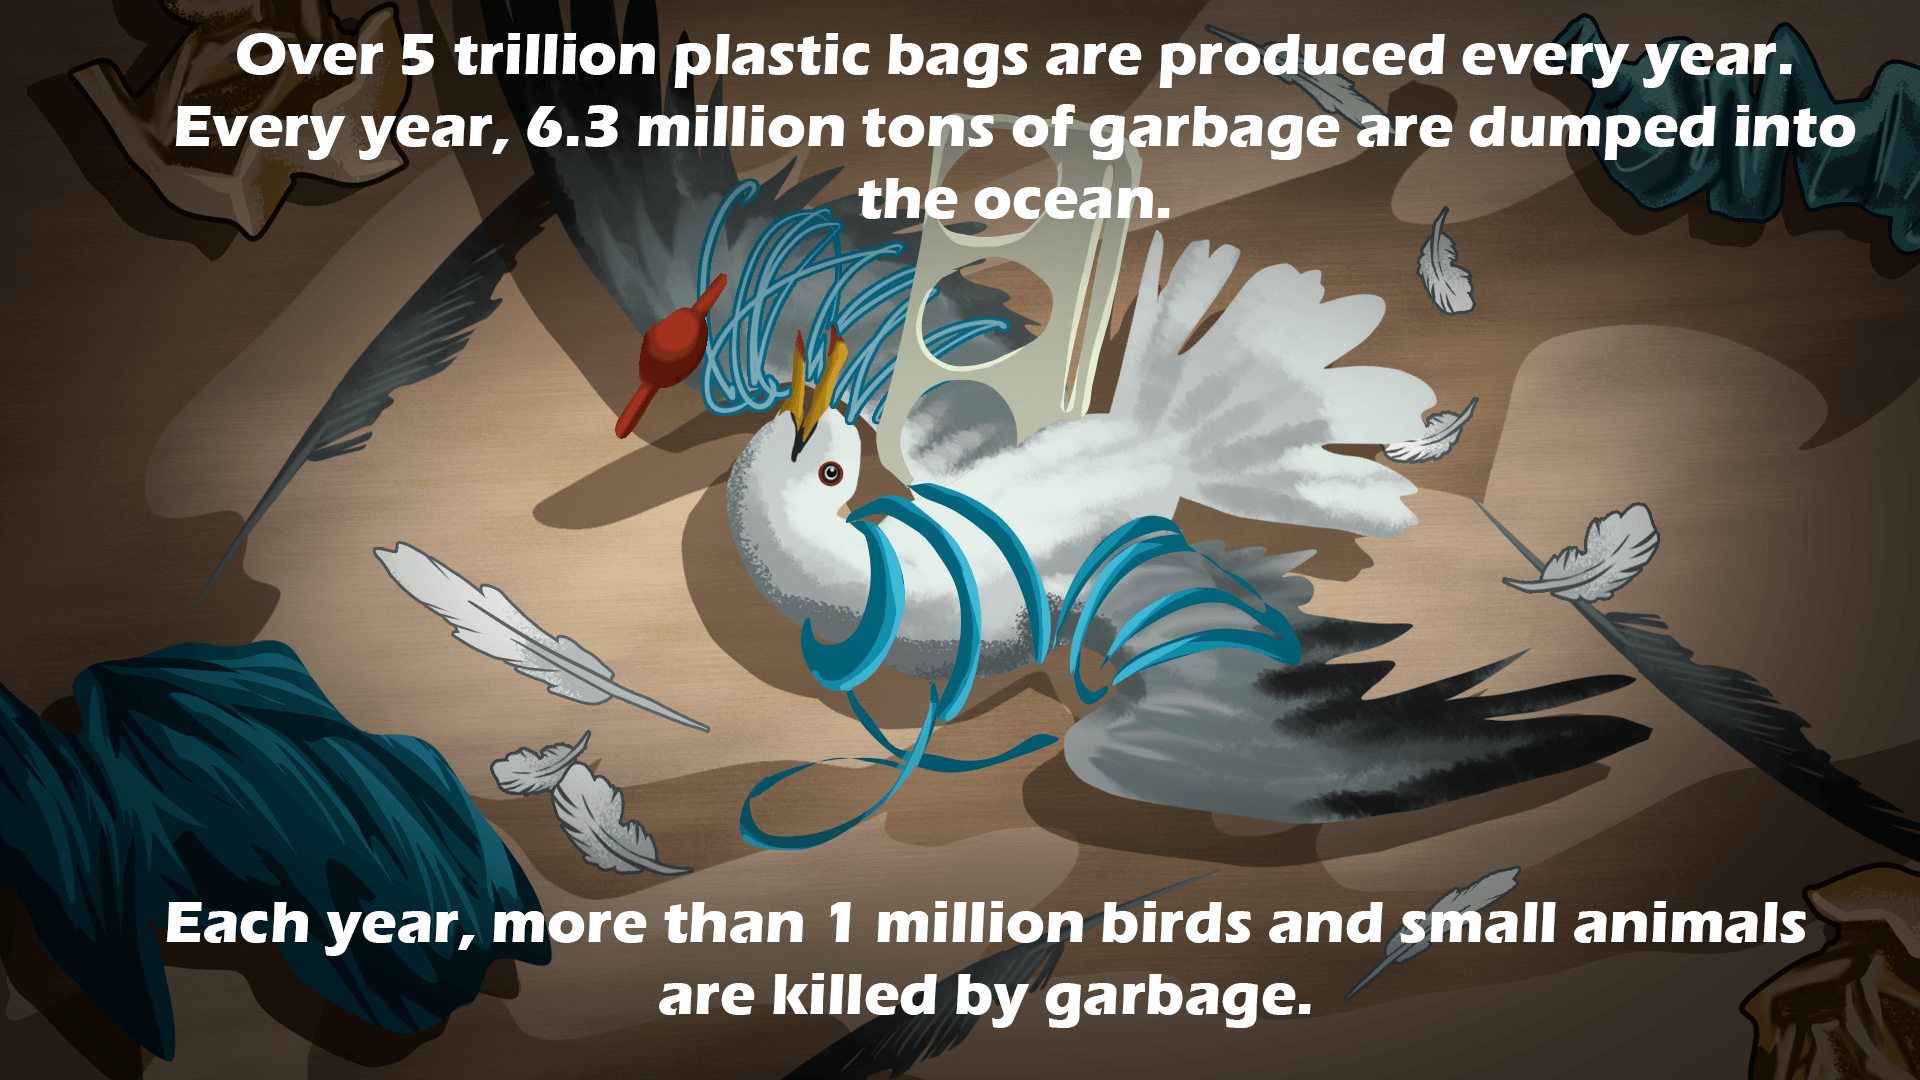 Over 5 trillion plastic bags are produced every year.
Every year, 6.3 million tons of garbage are dumped into
the ocean.
Each year, more than 1 million birds and small animals
are killed by garbage.